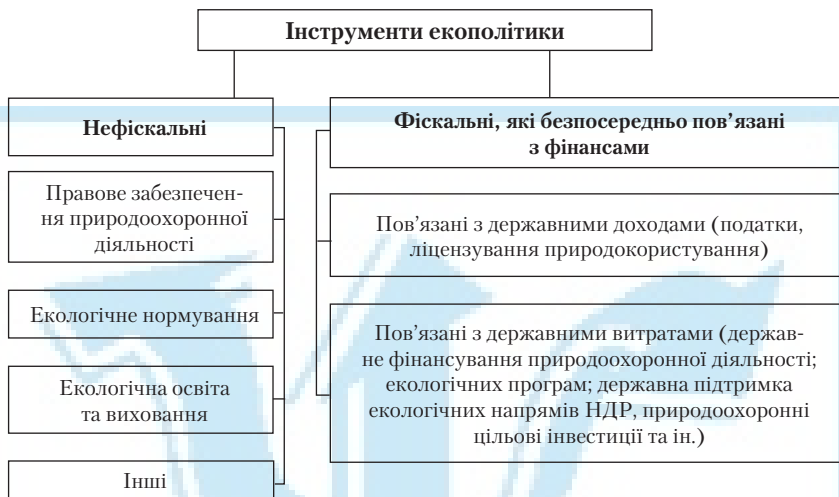 Інструменти екополітики
Нефіскальні
Правове забезпечен-
ня природоохоронної
діяльності
Екологічне нормування
Екологічна освіта
та виховання
Інші
Фіскальні, які безпосередньо пов’язані
з фінансами
Пов’язані з державними доходами (податки,
ліцензування природокористування)
Пов’язані з державними витратами (держав-
не фінансування природоохоронної діяльності;
екологічних програм; державна підтримка
екологічних напрямів НДР, природоохоронні
цільові інвестиції та ін.)